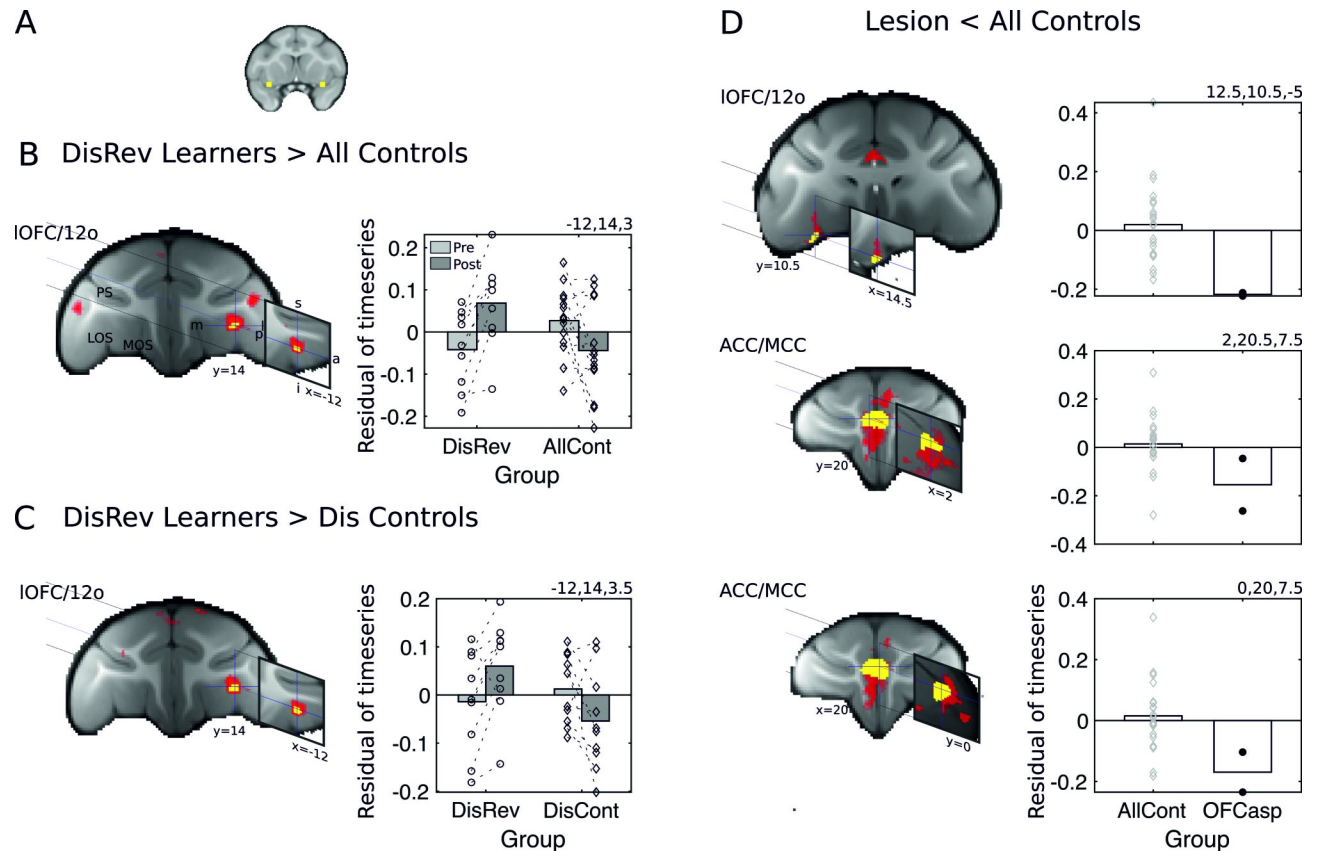 A
B DisRev Learners > All Controls
lOFC/12o
PS
LOS
MOS
m
s
p
a
i
y=14
x=-12
-12,14,3
Pre
Post
Residual of timeseries
0.2
0.1
0
-0.1
-0.2
DisRev
AllCont
Group
C DisRev Learners > Dis Controls
lOFC/12o
y=14
x=-12
-12,14,3.5
Residual of timeseries
0.2
0.1
0
-0.1
0.2
DisRev
DisCont
Group
D Lesion < All Controls
lOFC/12o
y=10.5
x=14.5
12.5,10.5,-5
0.4
0.2
0
-0.2
ACC/MCC
y=20
x=2
2,20.5,7.5
0.4
0.2
0
-0.2
-0.4
ACC/MCC
x=20
y=0
0,20,7.5
Residual of timeseries
0.4
0.2
0
-0.2
AllCont
OFCasp
Group